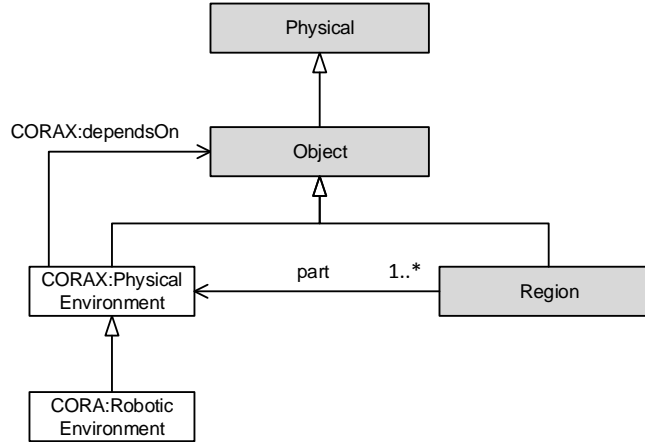 Physical
CORAX:dependsOn
Object
CORAX:Physical
Environment
part
1..*
Region
CORA:Robotic
Environment